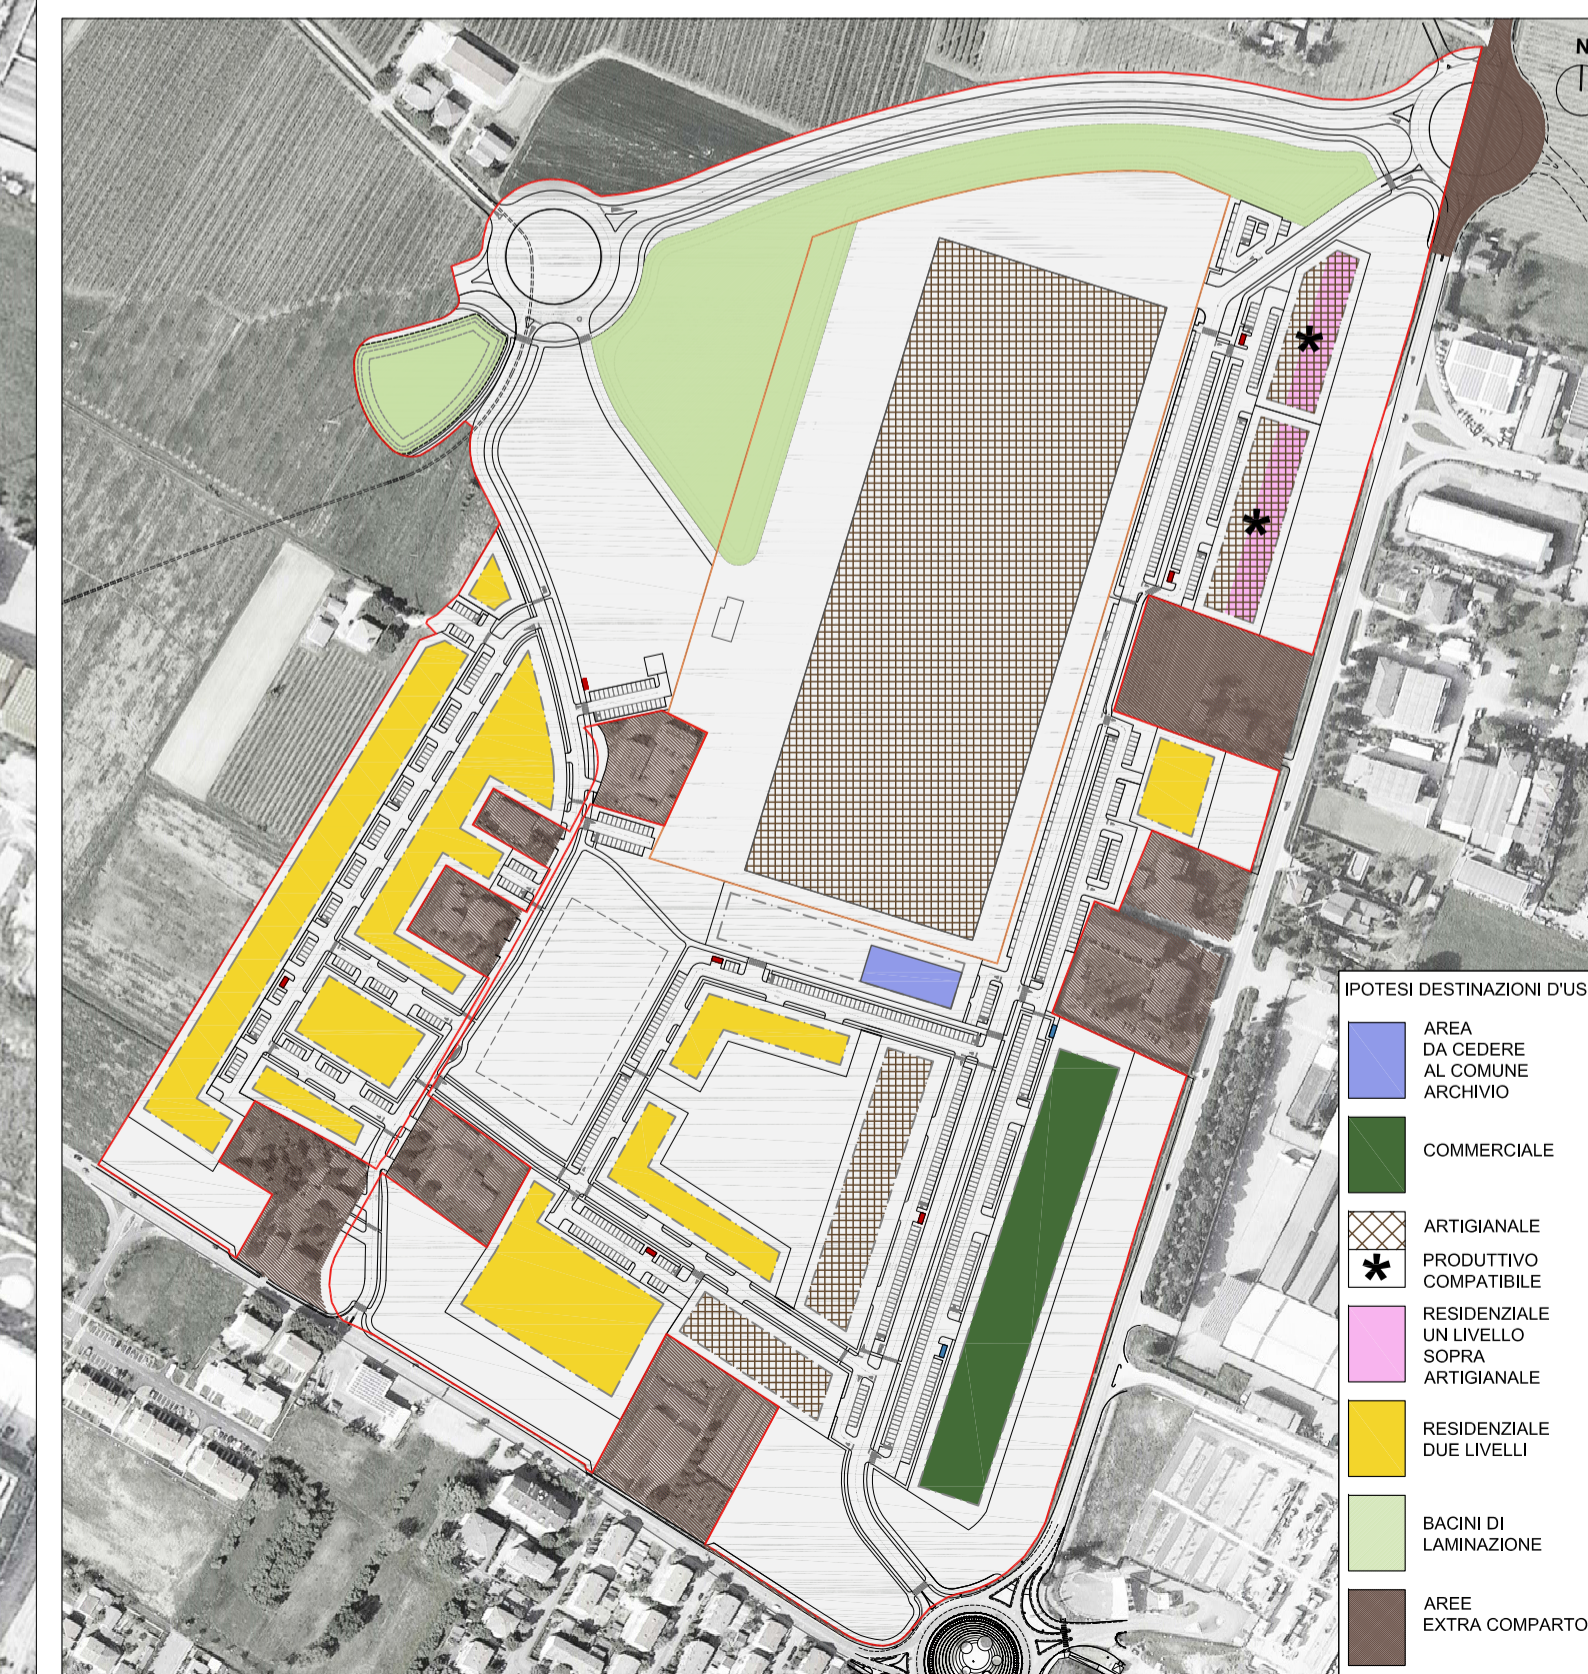 N
IPOTESI DESTINAZIONI D'US
AREA
DA CEDERE
AL COMUNE
ARCHIVIO
COMMERCIALE
ARTIGIANALE
*
PRODUTTIVO
COMPATIBILE
RESIDENZIALE
UN LIVELLO
SOPRA
ARTIGIANALE
RESIDENZIALE
DUE LIVELLI
BACINI DI
LAMINAZIONE
AREE
EXTRA COMPARTO